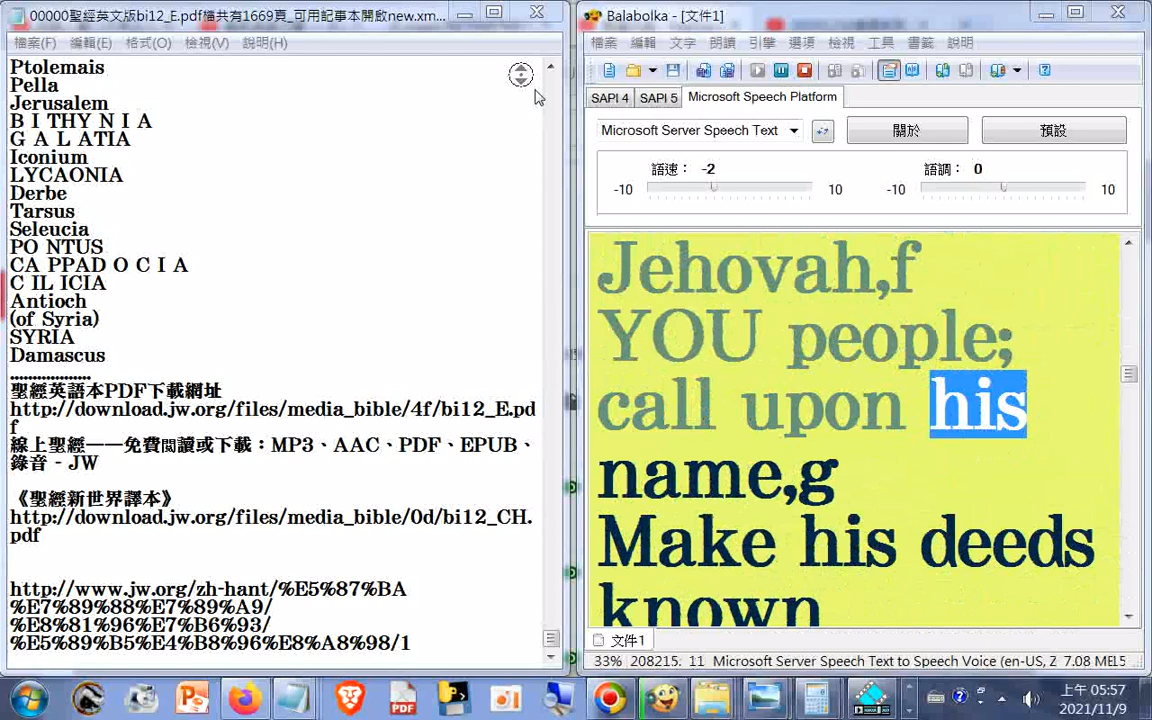 00000聖經英文版bi12_E.pdf檔共有1669頁_可用記事本開啟new.xm...
檔案(F) 編輯(E) 格式(O) 檢視(V) 說明(H)
Ptolemais
Pella
Jerusalem
B I THY N I A
G A L ATIA
Iconium
LYCAONIA
Derbe
Tarsus
Seleucia
PO NTUS
CA PPAD O C I A
C IL ICIA
Antioch
(of Syria)
SYRIA
Damascus
..................
聖經英語本PDF下載網址
http://download.jw.org/files/media_bible/4f/bi12_E.pd
f
線上聖經——免費閱讀或下載：MP3、AAC、PDF、EPUB、
錄音 - JW
《聖經新世界譯本》
http://download.jw.org/files/media_bible/0d/bi12_CH.
pdf
http://www.jw.org/zh-hant/%E5%87%BA
%E7%89%88%E7%89%A9/
%E8%81%96%E7%B6%93/
%E5%89%B5%E4%B8%96%E8%A8%98/1
Balabolka - [文件1]
檔案 編輯 文字 朗讀 引擎 選項 檢視 工具 書籤 說明
SAPI 4 SAPI 5 Microsoft Speech Platform
Microsoft Server Speech Text 關於 預設
語速： -2 語調： 0
-10 10 -10 10
Jehovah,f
YOU people;
call upon his
name,g
Make his deeds
known
文件1
33% 208215: 11 Microsoft Server Speech Text to Speech Voice (en-US, Z 7.08 МЕГ5
PDF
上午 05:57
2021/11/9